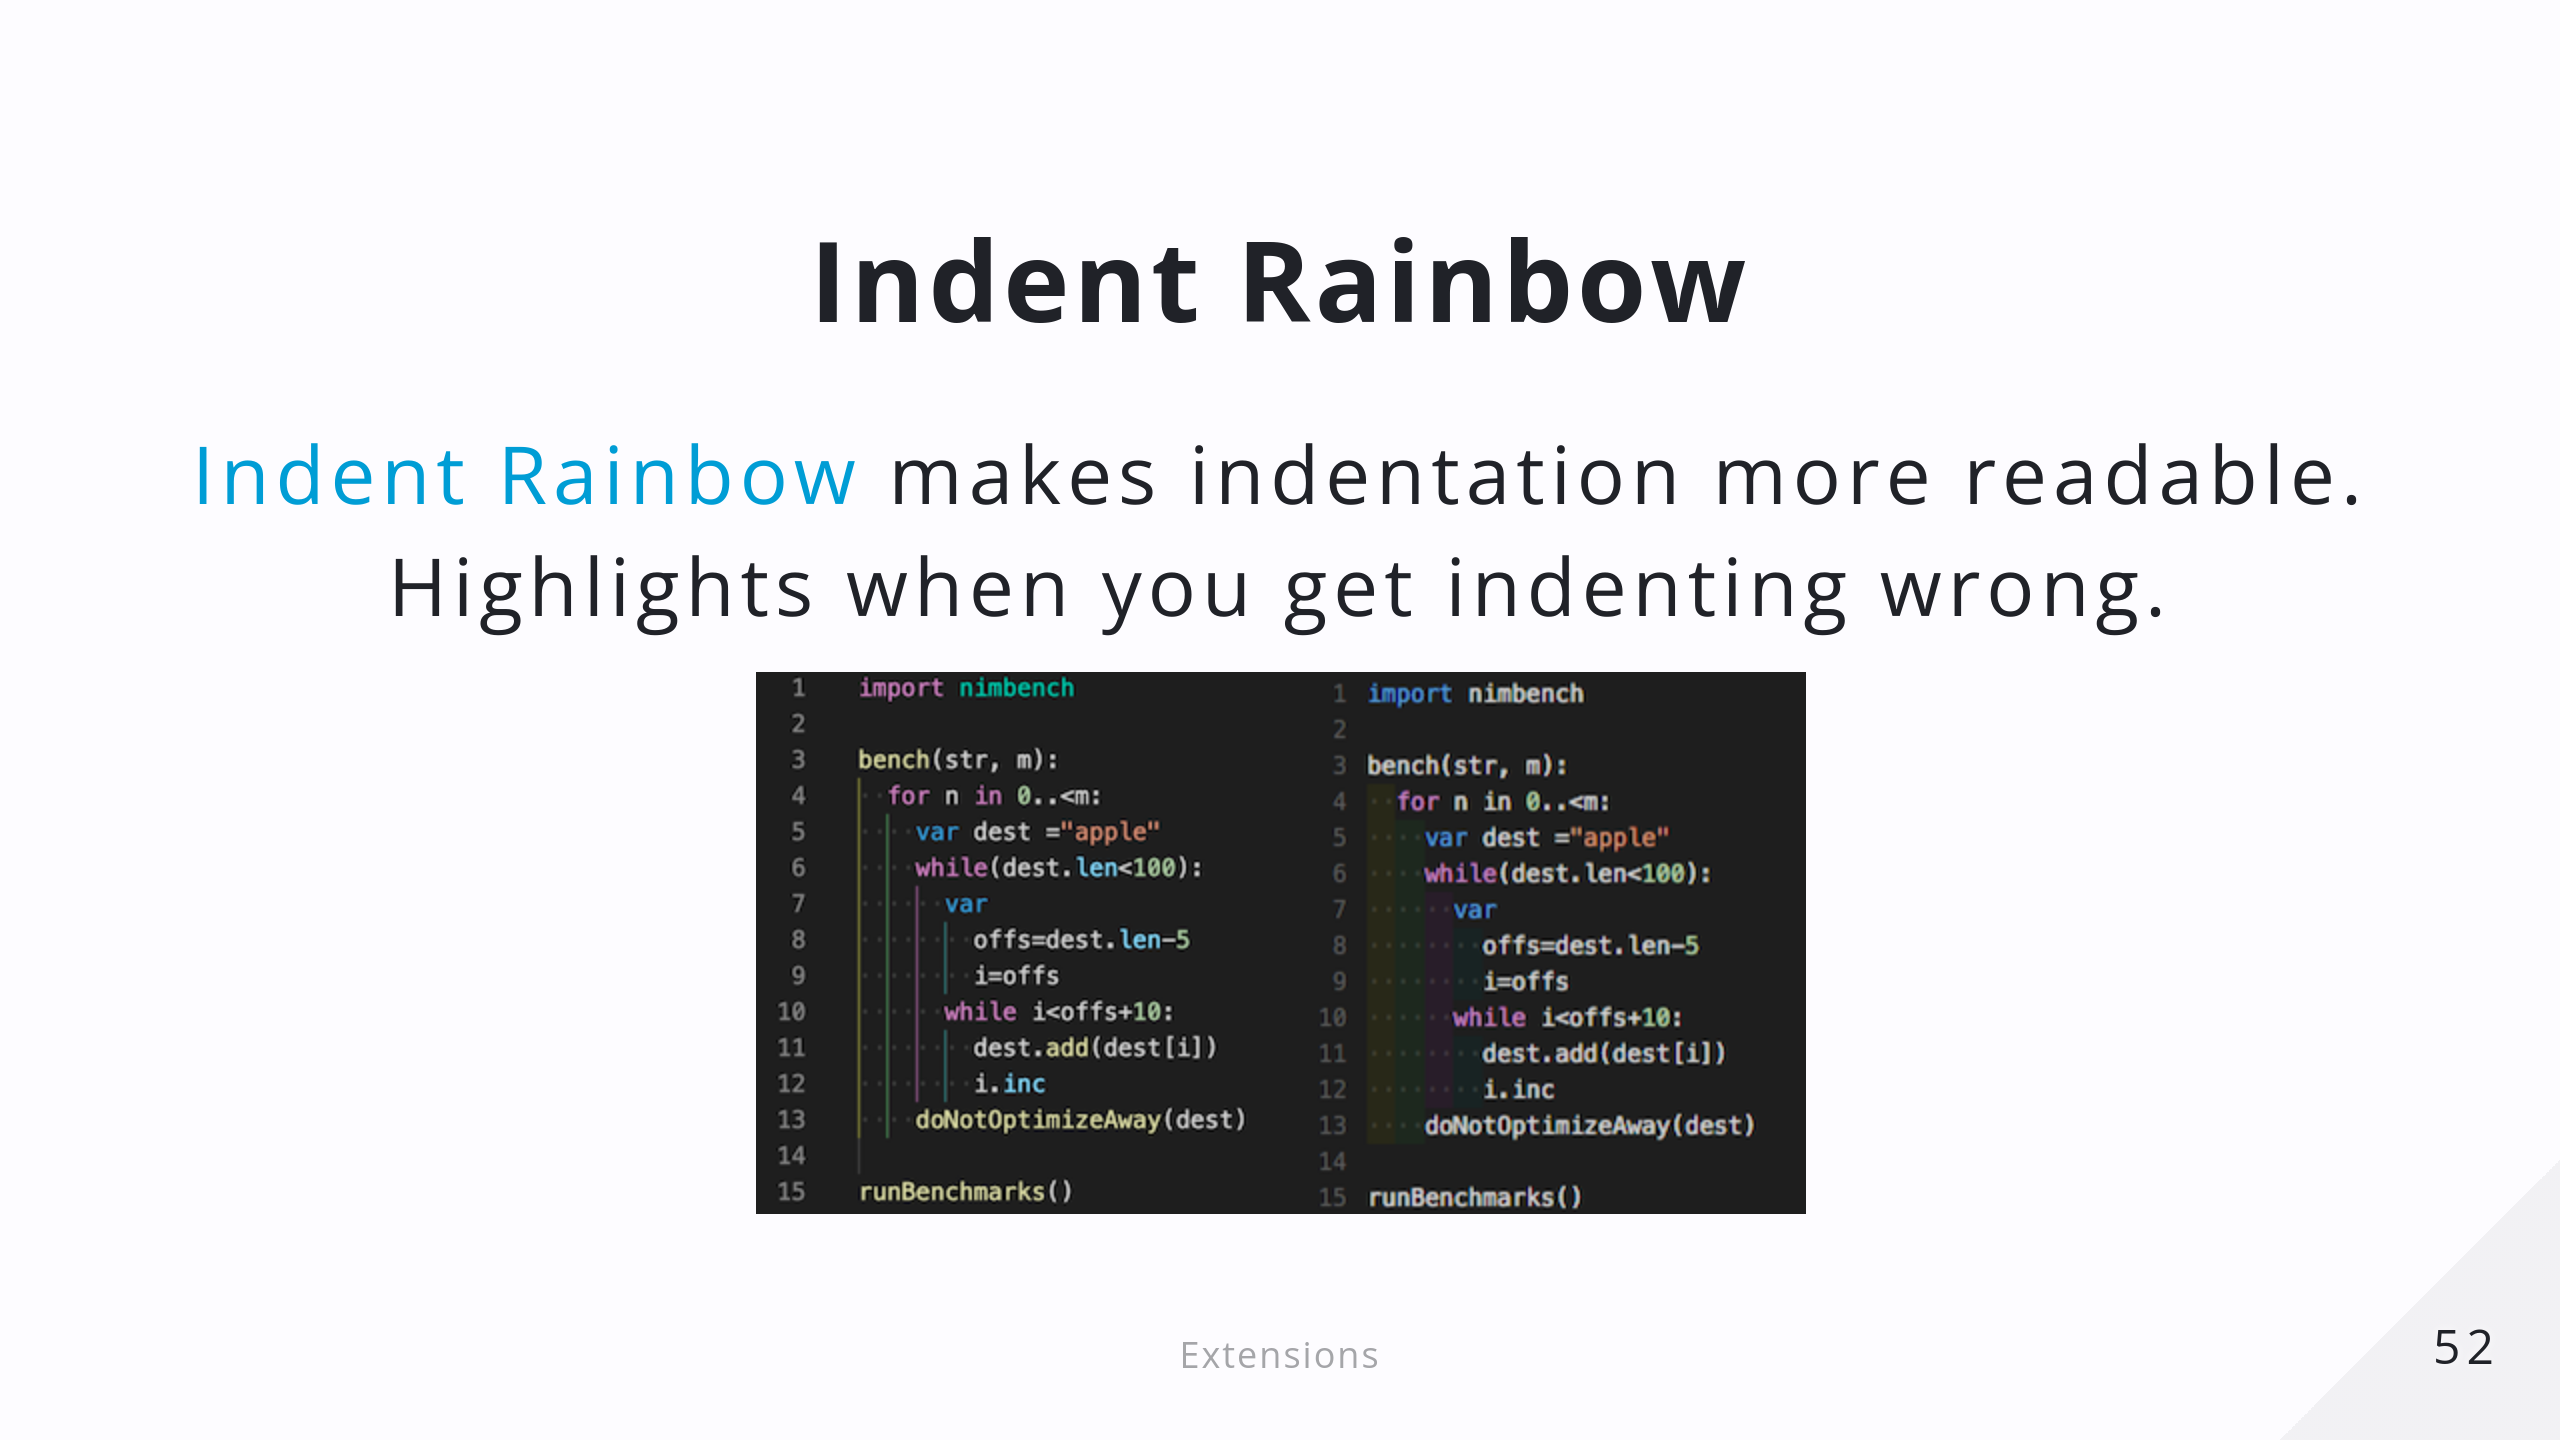 Indent Rainbow
Indent Rainbow makes indentation more readable.
Highlights when you get indenting wrong.
1 import nimbench
2
3 bench(str, m):
4 ··for n in 0..<m:
5 ····var dest ="apple"
6 ····while(dest.len<100):
7 ······var
8 ········offs=dest.len-5
9 ········i=offs
10 ······while i<offs+10:
11 ········dest.add(dest[i])
12 ········i.inc
13 ····doNotOptimizeAway(dest)
14
15 runBenchmarks()
1 import nimbench
2
3 bench(str, m):
4 ··for n in 0..<m:
5 ····var dest ="apple"
6 ····while(dest.len<100):
7 ······var
8 ········offs=dest.len-5
9 ········i=offs
10 ······while i<offs+10:
11 ········dest.add(dest[i])
12 ········i.inc
13 ····doNotOptimizeAway(dest)
14
15 runBenchmarks()
Extensions
52